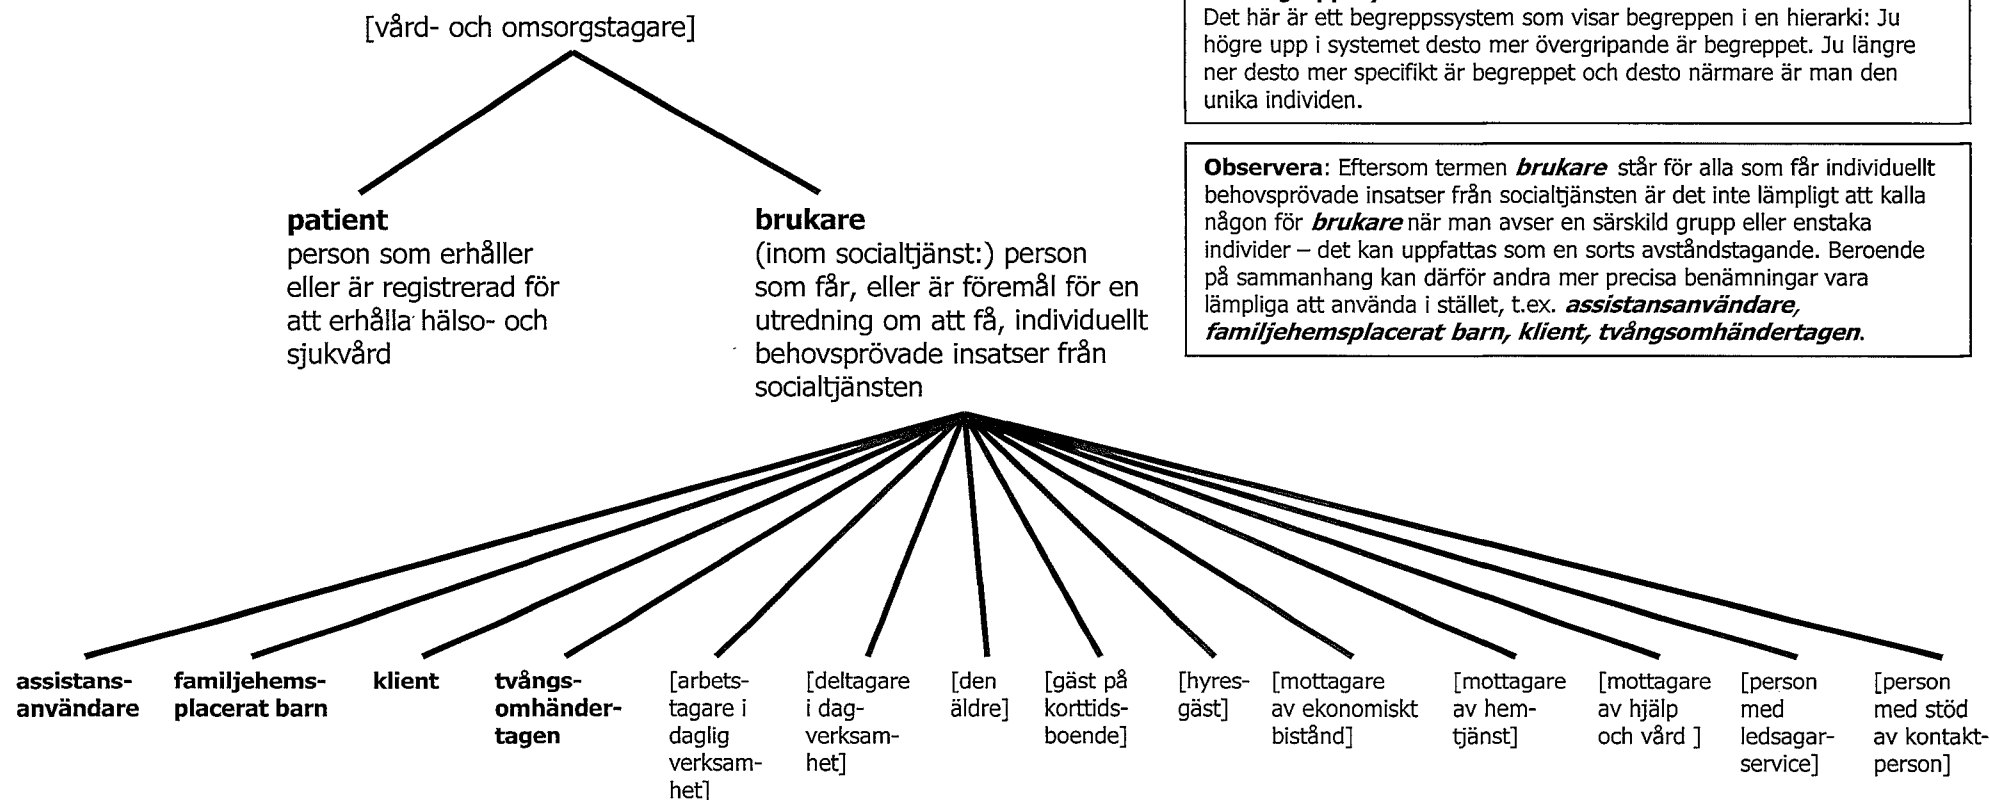 [vård- och omsorgstagare]
Det här är ett begreppssystem som visar begreppen i en hierarki: Ju
högre upp i systemet desto mer övergripande är begreppet. Ju längre
ner desto mer specifikt är begreppet och desto närmare är man den
unika individen.
Observera: Eftersom termen brukare står för alla som får individuellt
behovsprövade insatser från socialtjänsten är det inte lämpligt att kalla
någon för brukare när man avser en särskild grupp eller enstaka
individer – det kan uppfattas som en sorts avståndstagande. Beroende
på sammanhang kan därför andra mer precisa benämningar vara
lämpliga att använda i stället, t.ex. assistansanvändare,
familjehemsplacerat barn, klient, tvångsomhändertagen.
patient
person som erhåller
eller är registrerad för
att erhålla hälso- och
sjukvård
brukare
(inom socialtjänst:) person
som får, eller är föremål för en
utredning om att få, individuellt
behovsprövade insatser från
socialtjänsten
assistans-
användare
familjehems-
placerat barn
klient
tvångs-
omhänder-
tagen
[arbets-
tagare i
daglig
verksam-
het]
[deltagare
i dag-
verksam-
het]
[den
äldre]
[gäst på
korttids-
boende]
[hyres-
gäst]
[mottagare
av ekonomiskt
bistånd]
[mottagare
av hem-
tjänst]
[mottagare
av hjälp
och vård ]
[person
med
ledsagar-
service]
[person
med stöd
av kontakt-
person]